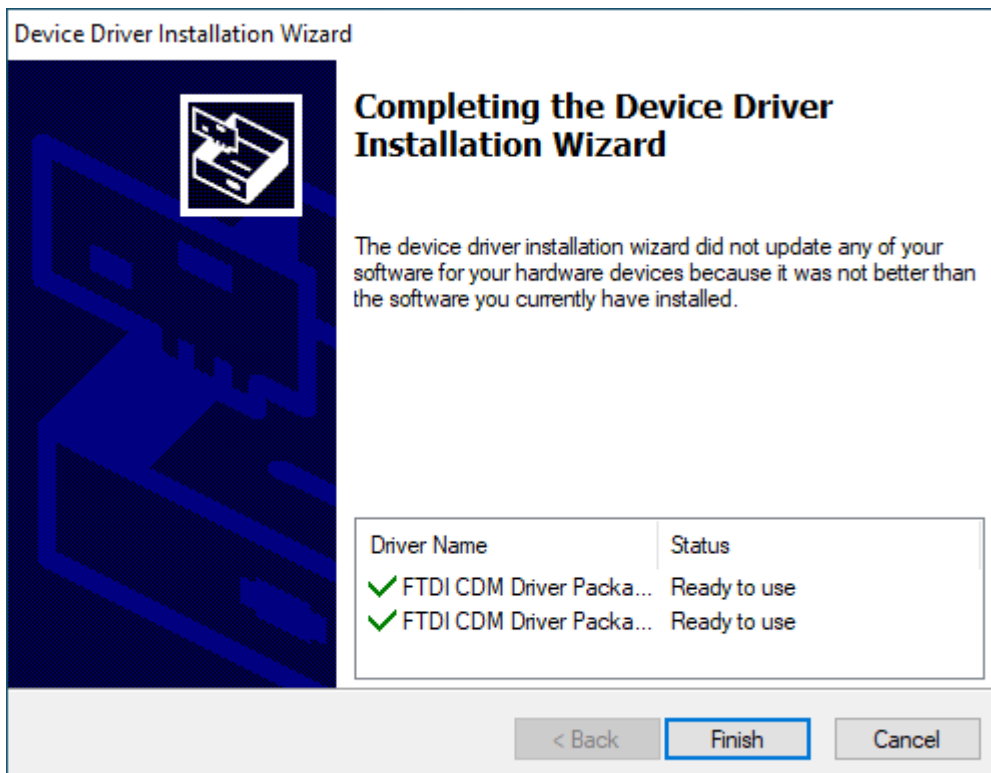 Device Driver Installation Wizard
Completing the Device Driver
Installation Wizard
The device driver installation wizard did not update any of your
software for your hardware devices because it was not better than
the software you currently have installed.
Driver Name Status
FTDI CDM Driver Packa... Ready to use
FTDI CDM Driver Packa... Ready to use
< Back Finish Cancel